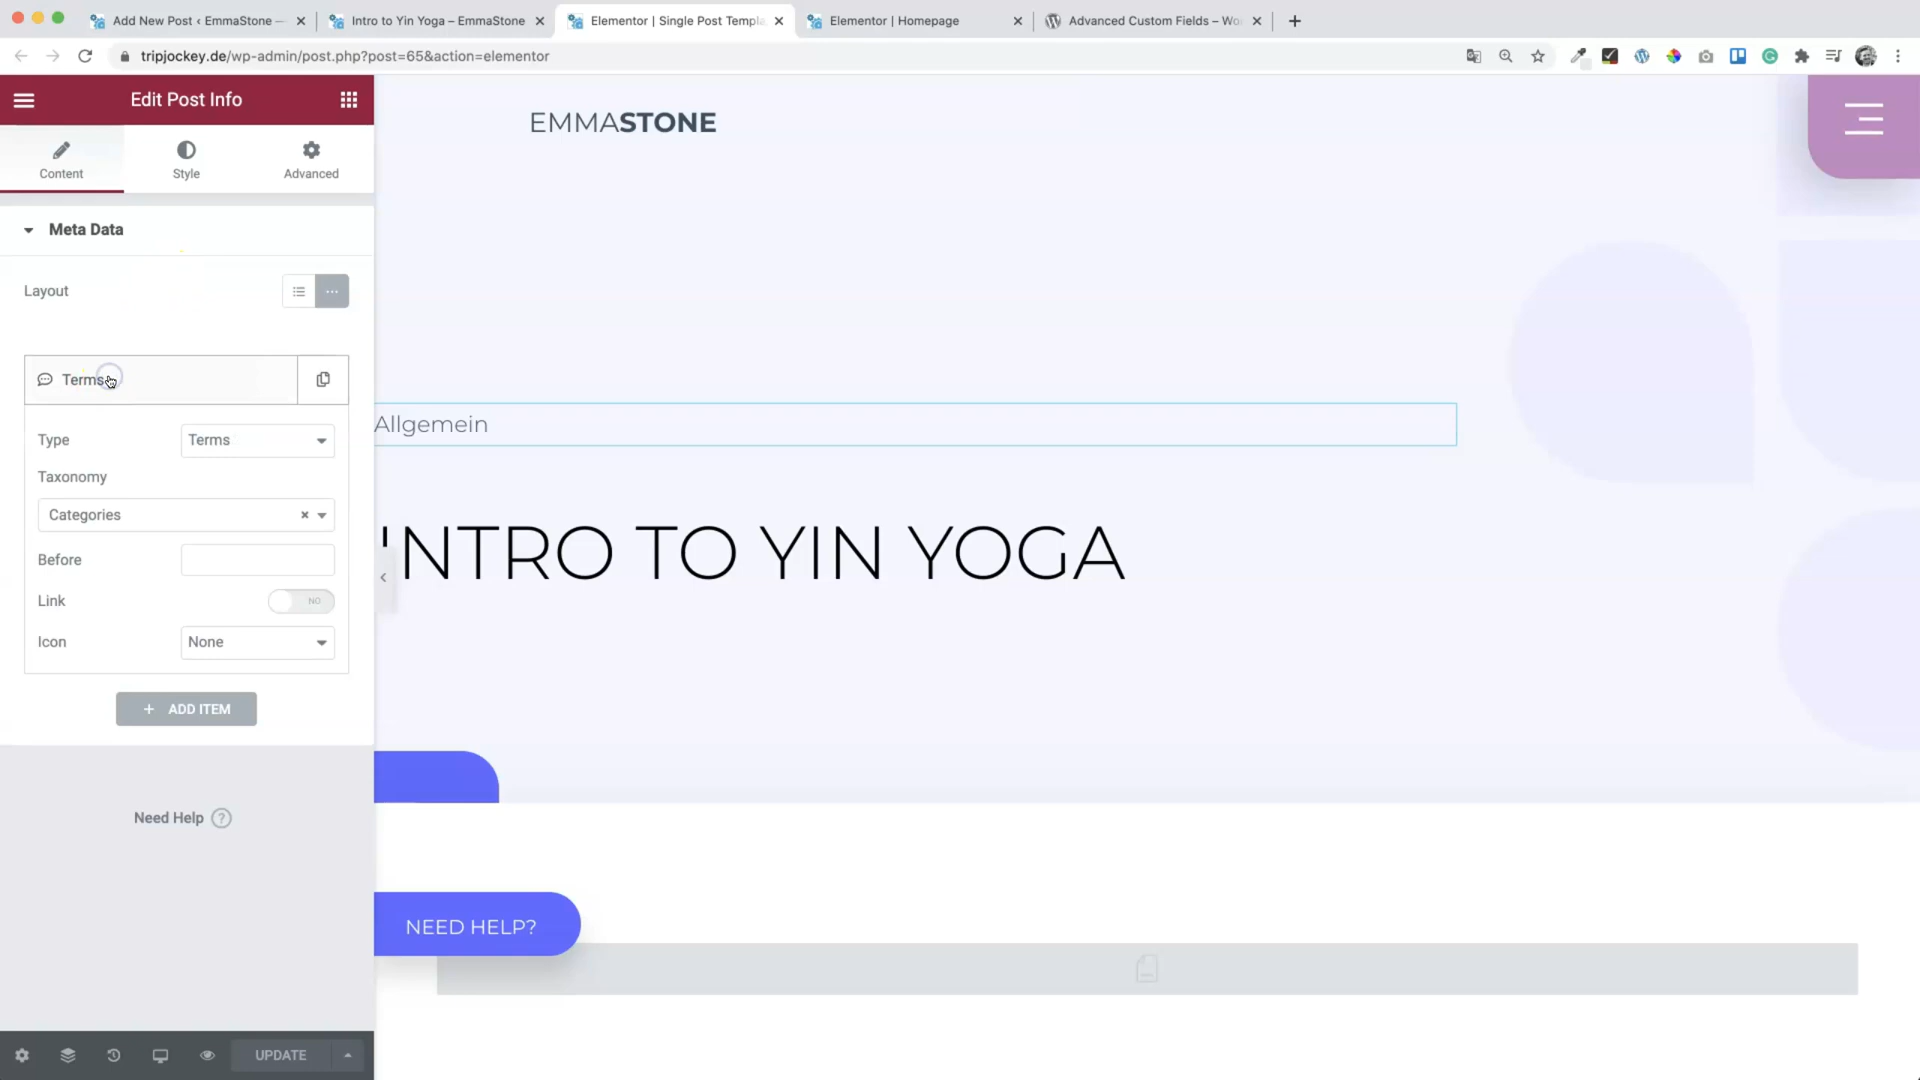 Add New Post ‹ EmmaStone —
Intro to Yin Yoga – EmmaStone
Elementor | Single Post Templa
Elementor | Homepage
Advanced Custom Fields – Wo
tripjockey.de/wp-admin/post.php?post=65&action=elementor
Edit Post Info
Content
Style
Advanced
Meta Data
Layout
Terms
Type
Terms
Taxonomy
Categories
Before
Link
NO
Icon
None
+ ADD ITEM
Need Help ?
UPDATE
EMMASTONE
Allgemein
INTRO TO YIN YOGA
NEED HELP?